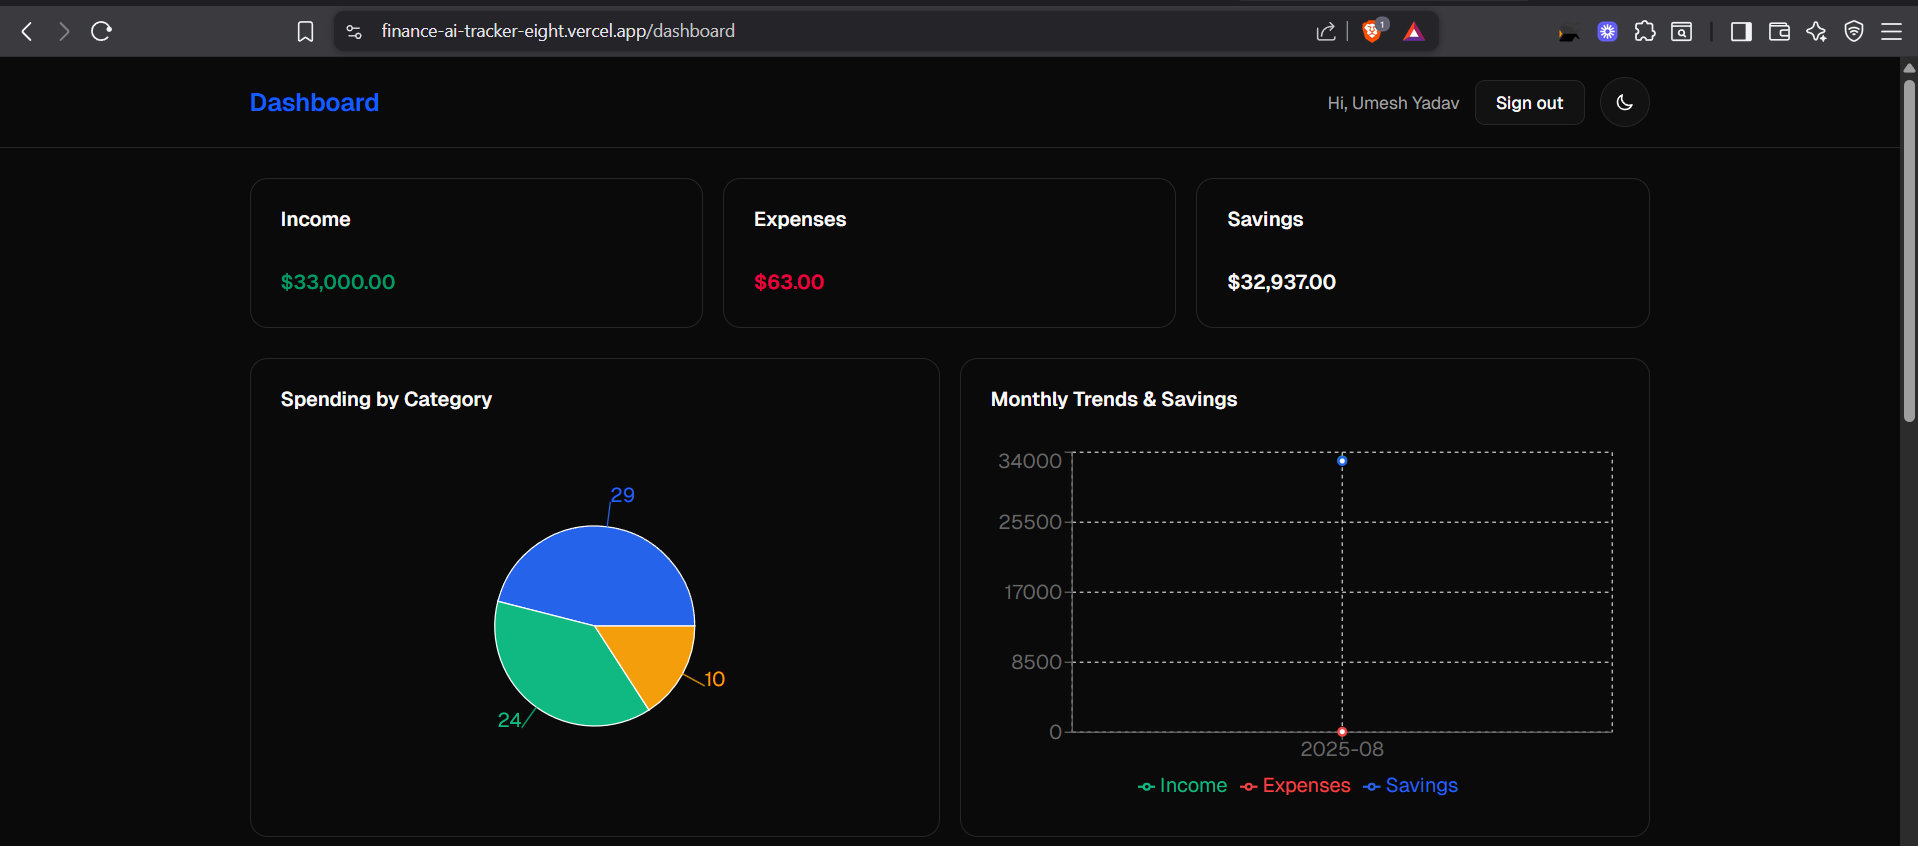 finance-ai-tracker-eight.vercel.app/dashboard
1
Dashboard
Hi, Umesh Yadav
Sign out
Income
$33,000.00
Expenses
$63.00
Savings
$32,937.00
Spending by Category
29
10
24
Monthly Trends & Savings
34000
25500
17000
8500
0
2025-08
Income
Expenses
Savings